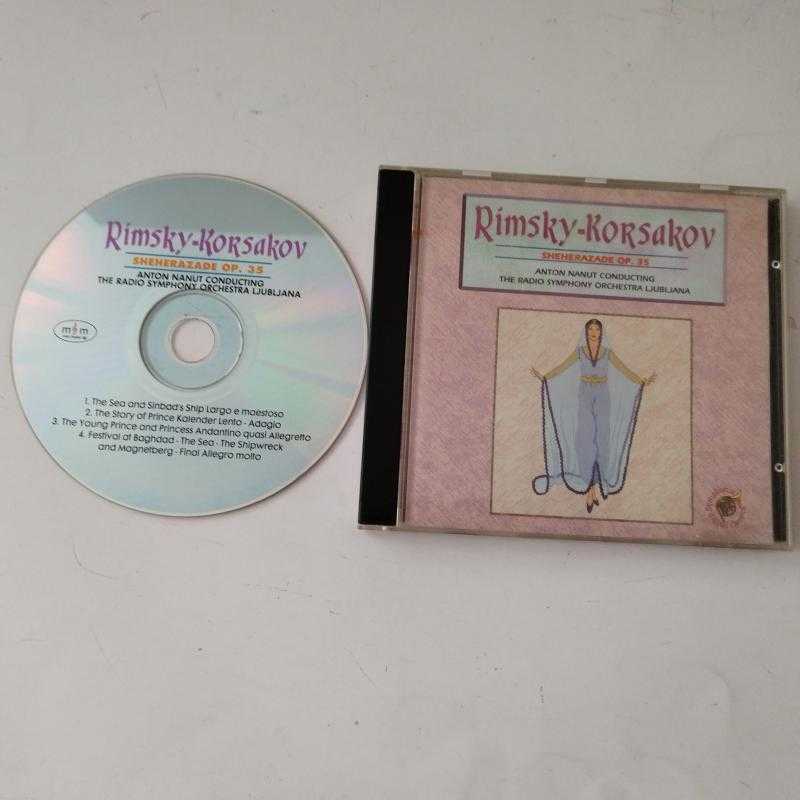 Rimsky-Korsakov
SHEHERAZADE OP. 35
ANTON NANUT CONDUCTING
THE RADIO SYMPHONY ORCHESTRA LJUBLJANA
1. The Sea and Sinbad's Ship Largo e maestoso
2. The Story of Prince Kalender Lento - Adagio
3. The Young Prince and Princess Andantino quasi Allegretto
4. Festival at Baghdad - The Sea - The Shipwreck
and Magnetberg - Final Allegro molto
Rimsky-Korsakov
SHEHERAZADE OP. 35
ANTON NANUT CONDUCTING
THE RADIO SYMPHONY ORCHESTRA LJUBLJANA